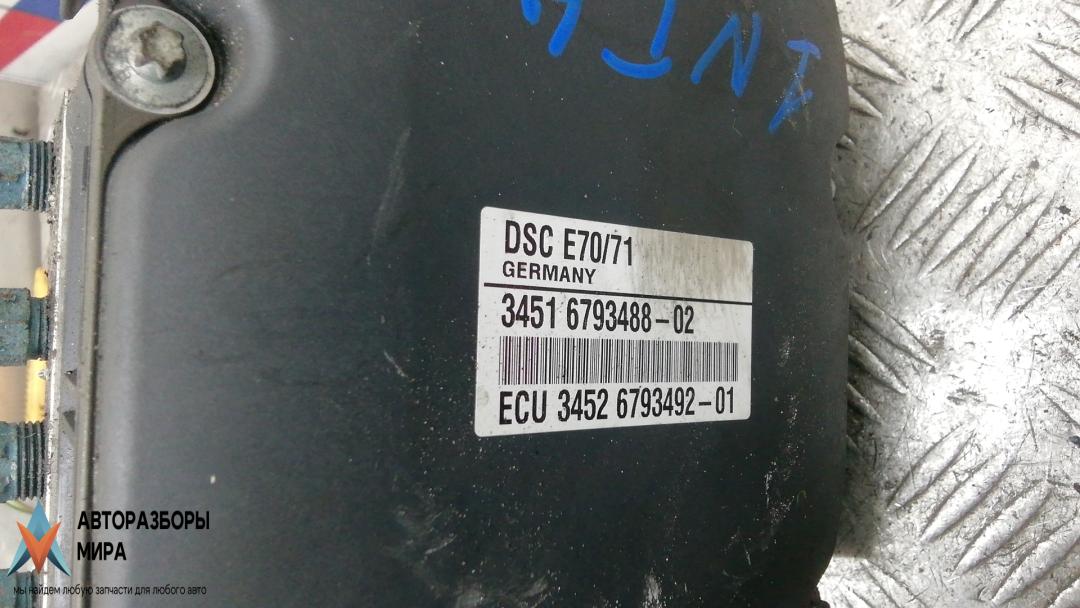 DSC E70/71
GERMANY
3451 6793488-02
ECU 3452 6793492-01
АВТОРАЗБОРЫ
МИРА
мы найдем любую запчасти для любого авто